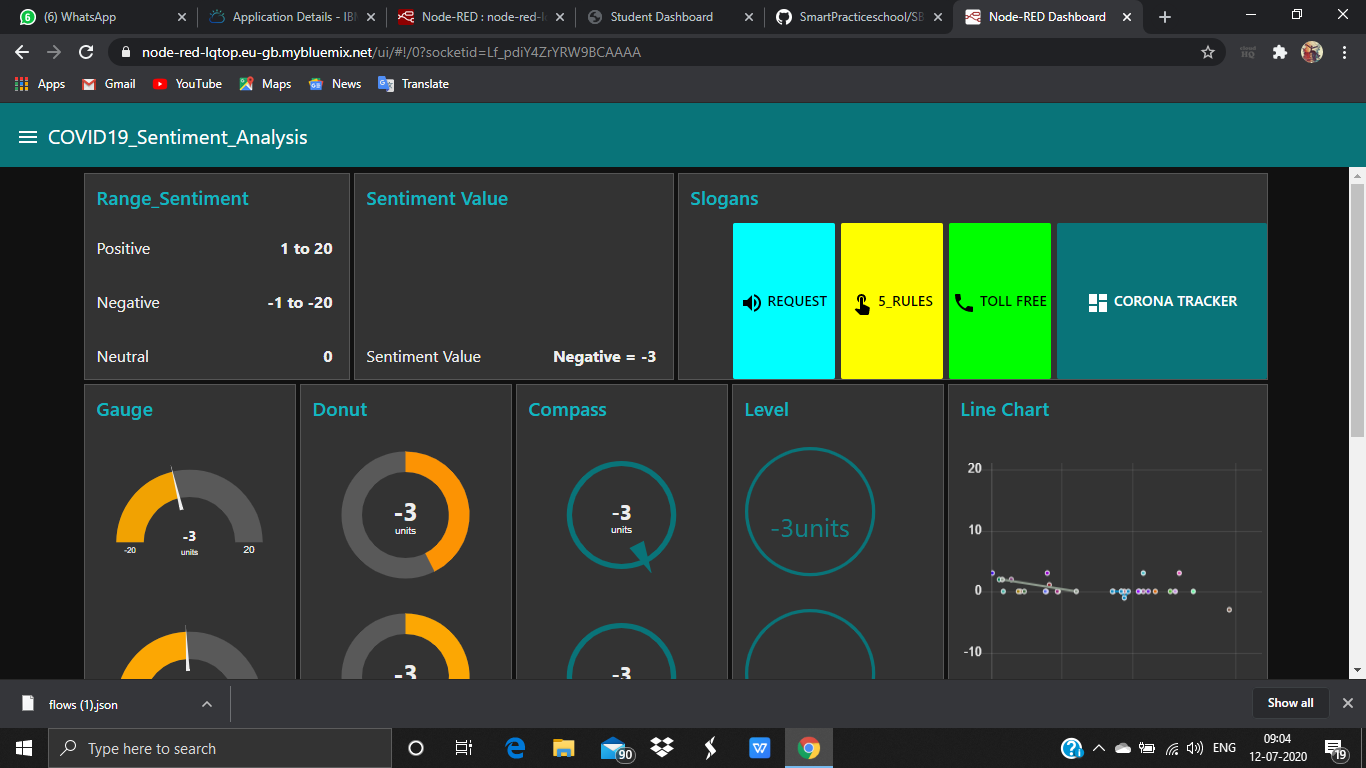 (6) WhatsApp
Application Details - IBM
Node-RED : node-red-l
Student Dashboard
SmartPracticeschool/SB
Node-RED Dashboard
node-red-lqtop.eu-gb.mybluemix.net/ui/#!/0?socketid=Lf_pdiY4ZrYRW9BCAAAA
Apps
Gmail
YouTube
Maps
News
Translate
COVID19_Sentiment_Analysis
Range_Sentiment
Positive 1 to 20
Negative -1 to -20
Neutral 0
Sentiment Value
Sentiment Value Negative = -3
Slogans
REQUEST
5_RULES
TOLL FREE
CORONA TRACKER
Gauge
-3
units
-20
20
Donut
-3
units
-3
Compass
-3
units
-3
Level
-3units
Line Chart
20
10
0
-10
flows (1).json
Show all
Type here to search
90
ENG
09:04
12-07-2020
19